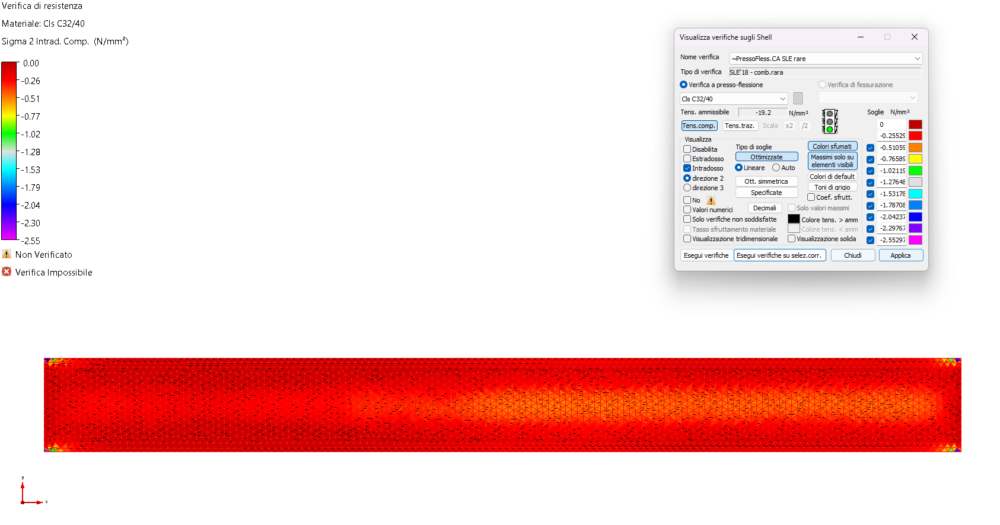 Verifica di resistenza
Materiale: Cls C32/40
Sigma 2 Intrad. Comp. (N/mm²)
0.00
-0.26
-0.51
-0.77
-1.02
-1.28
-1.53
-1.79
-2.04
-2.30
-2.55
Non Verificato
Verifica Impossibile
Visualizza verifiche sugli Shell
Nome verifica ~PressoFless.CA SLE rare
Tipo di verifica SLE'18 - comb.rara
Verifica a presso-flessione Verifica di fessurazione
Cls C32/40
Tens. ammissibile -19.2 N/mm² Soglie N/mm²
Tens.comp. Tens.traz. Scala x2 /2
Visualizza
Disabilita
Estradosso
Intradosso
direzione 2
direzione 3
No
Valori numerici
Solo verifiche non soddisfatte
Tasso sfruttamento materiale
Visualizzazione tridimensionale
Tipo di soglie
Ottimizzate
Lineare Auto
Ott. simmetrica
Specificate
Decimali
Colori sfumati
Massimi solo su
elementi visibili
Colori di default
Toni di grigio
Coef. sfrutt.
Solo valori massimi
Colore tens. > amm
Colore tens. < amm
Visualizzazione solida
0
-0.25529
-0.51059
-0.76589
-1.02119
-1.27648
-1.53178
-1.78708
-2.04237
-2.29767
-2.55297
Esegui verifiche Esegui verifiche su selez.corr. Chiudi Applica
y
x